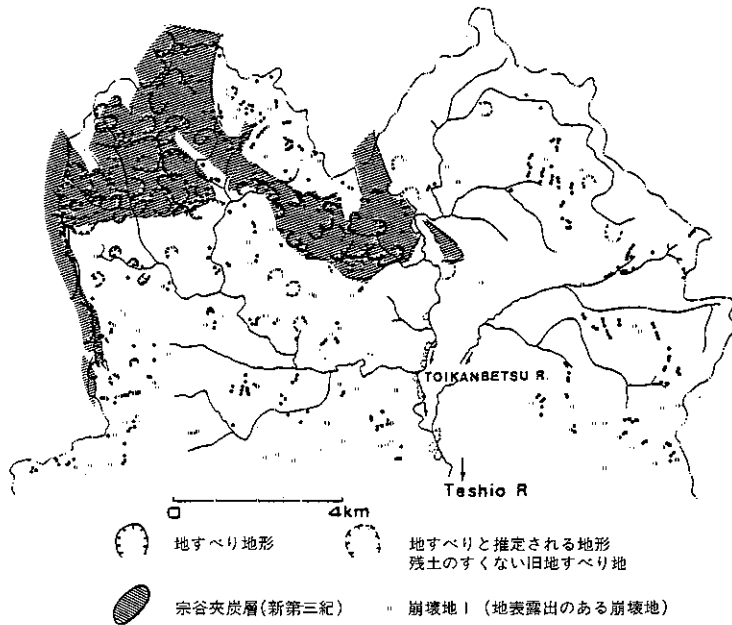 TOIKANBETSU R.
Teshio R
0 4km
地すべり地形
地すべりと推定される地形
残土のすくない旧地すべり地
宗谷夾炭層(新第三紀)
崩壊地I (地表露出のある崩壊地)